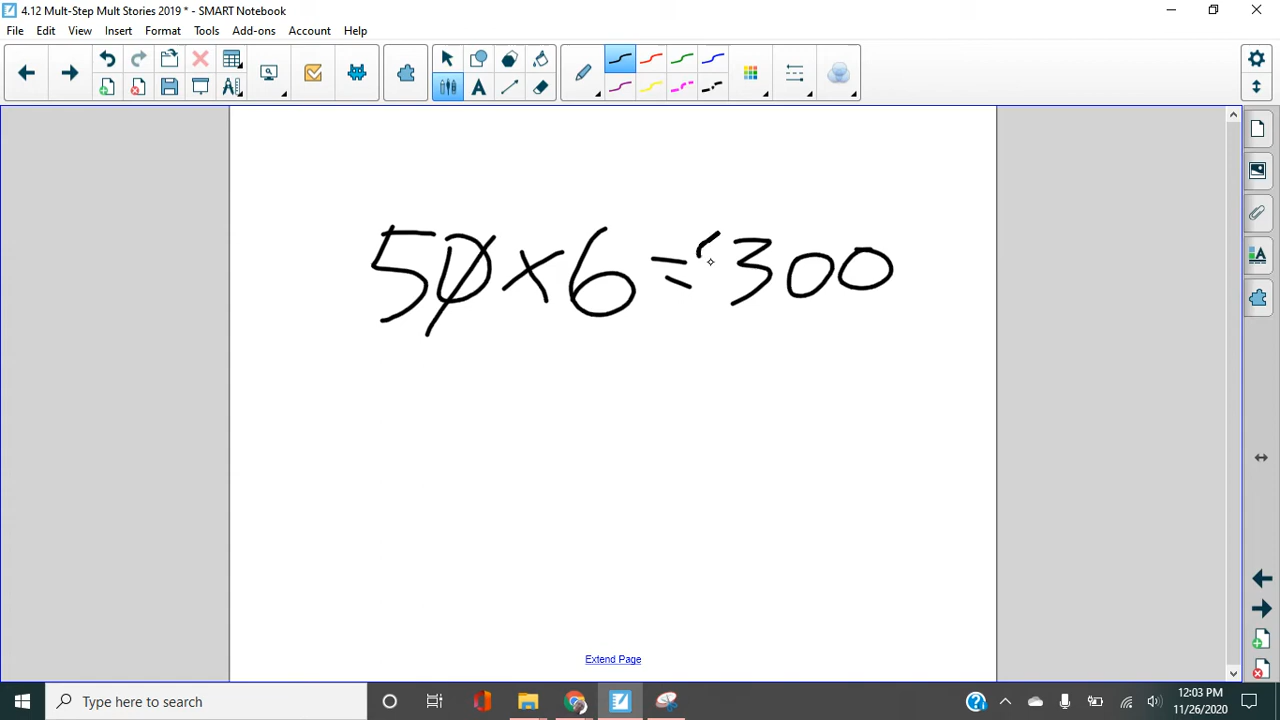 4.12 Mult-Step Mult Stories 2019 * - SMART Notebook
File Edit View Insert Format Tools Add-ons Account Help
50 x 6 = 300
Extend Page
Type here to search
12:03 PM
11/26/2020